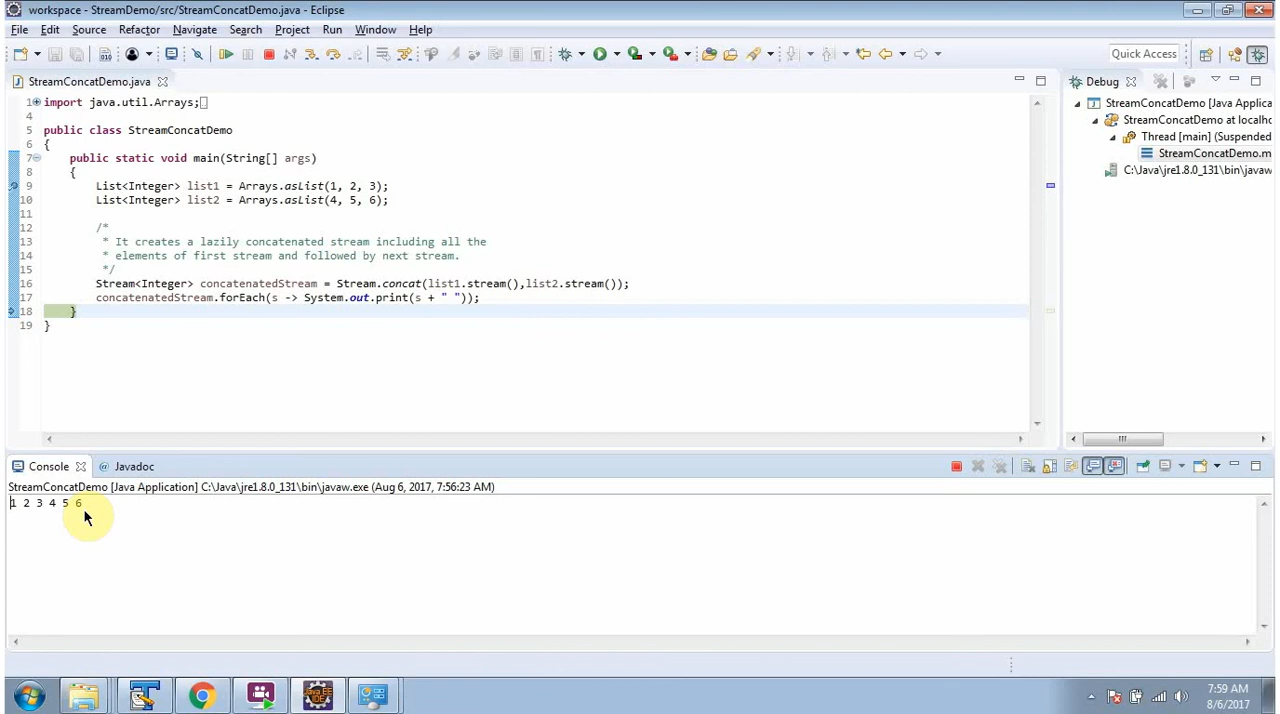 workspace - StreamDemo/src/StreamConcatDemo.java - Eclipse
File Edit Source Refactor Navigate Search Project Run Window Help
Quick Access
StreamConcatDemo.java
Debug
1 import java.util.Arrays;
4
5 public class StreamConcatDemo
6 {
7 public static void main(String[] args)
8 {
9 List<Integer> list1 = Arrays.asList(1, 2, 3);
10 List<Integer> list2 = Arrays.asList(4, 5, 6);
11
12 /*
13 * It creates a lazily concatenated stream including all the
14 * elements of first stream and followed by next stream.
15 */
16 Stream<Integer> concatenatedStream = Stream.concat(list1.stream(),list2.stream());
17 concatenatedStream.forEach(s -> System.out.print(s + " "));
18 }
19 }
StreamConcatDemo [Java Applica
StreamConcatDemo at localhc
Thread [main] (Suspended
StreamConcatDemo.m
C:\Java\jre1.8.0_131\bin\javaw
Console
@ Javadoc
StreamConcatDemo [Java Application] C:\Java\jre1.8.0_131\bin\javaw.exe (Aug 6, 2017, 7:56:23 AM)
1 2 3 4 5 6
Java EE
IDE
7:59 AM
8/6/2017